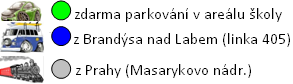 zdarma parkování v areálu školy
z Brandýsa nad Labem (linka 405)
z Prahy (Masarykovo nádr.)